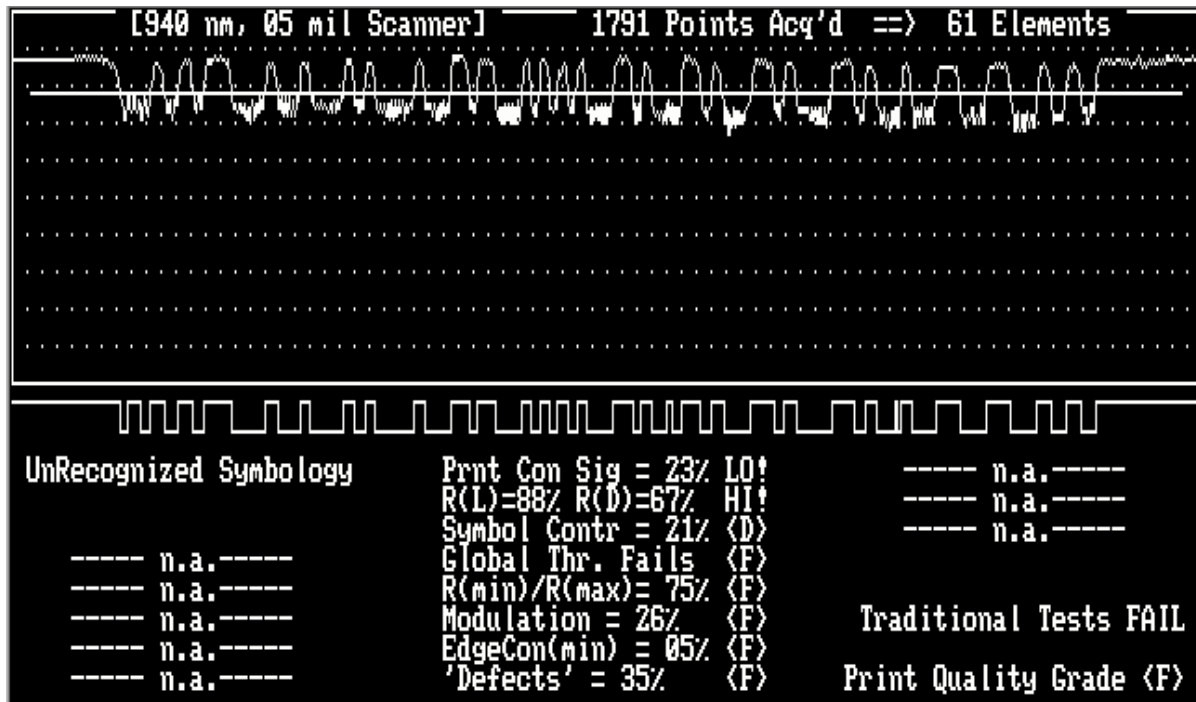 [940 nm, 05 mil Scanner] 1791 Points Acq'd ==> 61 Elements
UnRecognized Symbology
----- n.a.-----
----- n.a.-----
----- n.a.-----
----- n.a.-----
----- n.a.-----
Prnt Con Sig = 23% LO!
R(L)=88% R(D)=67% HI!
Symbol Contr = 21% <D>
Global Thr. Fails <F>
R(min)/R(max)= 75% <F>
Modulation = 26% <F>
EdgeCon(min) = 05% <F>
'Defects' = 35% <F>
----- n.a.-----
----- n.a.-----
----- n.a.-----
Traditional Tests FAIL
Print Quality Grade <F>